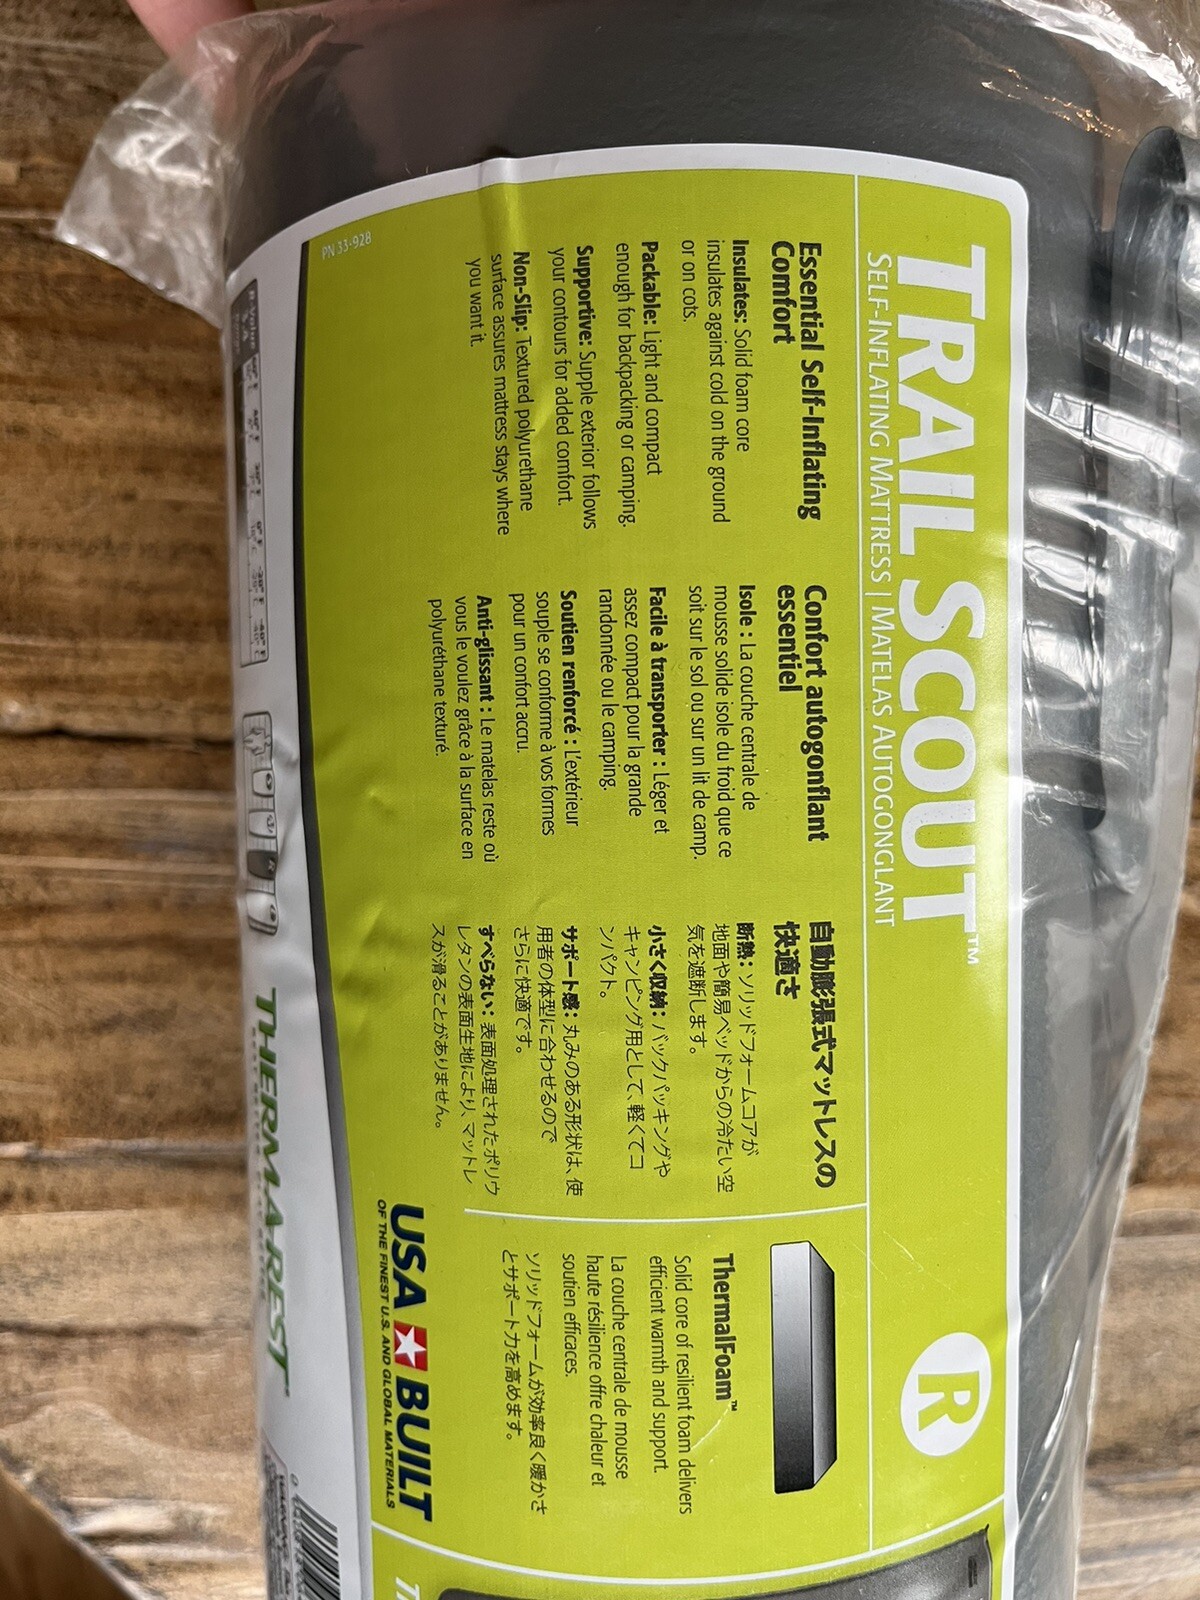 TRAIL SCOUT™
SELF-INFLATING MATTRESS | MATELAS AUTOGONGLANT
R
Essential Self-Inflating
Comfort
Insulates: Solid foam core
insulates against cold on the ground
or on cots.
Packable: Light and compact
enough for backpacking or camping.
Supportive: Supple exterior follows
your contours for added comfort.
Non-Slip: Textured polyurethane
surface assures mattress stays where
you want it.
Confort autogonflant
essentiel
Isole : La couche centrale de
mousse solide isole du froid que ce
soit sur le sol ou sur un lit de camp.
Facile à transporter : Léger et
assez compact pour la grande
randonnée ou le camping.
Soutien renforcé : L'extérieur
souple se conforme à vos formes
pour un confort accru.
Anti-glissant : Le matelas reste où
vous le voulez grâce à la surface en
polyuréthane texturé.
自動膨張式マットレスの
快適さ
断熱: ソリッドフォームコアが
地面や簡易ベッドからの冷たい空
気を遮断します。
小さく収納: バックパッキングや
キャンピング用として、軽くてコ
ンパクト。
サポート感: 丸みのある形状は、使
用者の体型に合わせるので
さらに快適です。
すべらない: 表面処理されたポリウ
レタンの表面生地により、マットレ
スが滑ることがありません。
ThermalFoam™
Solid core of resilient foam delivers
efficient warmth and support.
La couche centrale de mousse
haute résilience offre chaleur et
soutien efficaces.
ソリッドフォームが効率良く暖かさ
とサポート力を高めます。
USA BUILT
OF THE FINEST U.S. AND GLOBAL MATERIALS
PN 33-928
R-Value
THERMAREST®